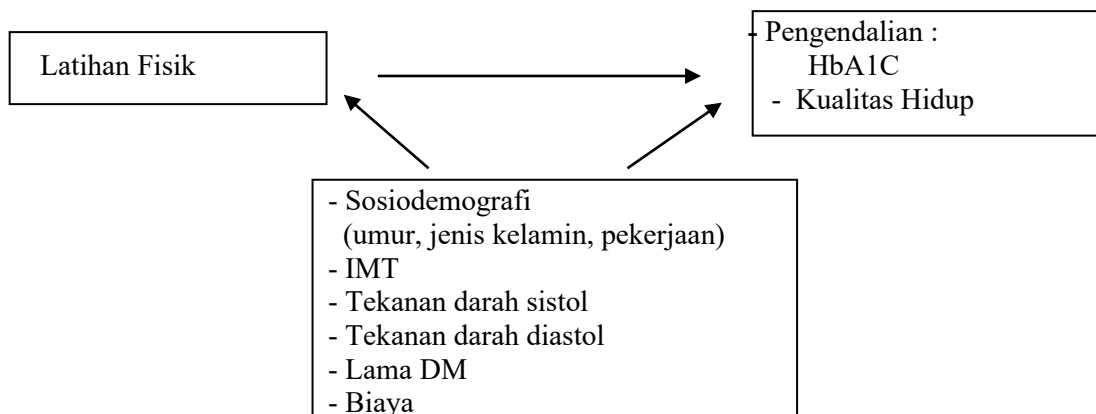 Latihan Fisik
- Pengendalian :
HbA1C
- Kualitas Hidup
- Sosiodemografi
(umur, jenis kelamin, pekerjaan)
- IMT
- Tekanan darah sistol
- Tekanan darah diastol
- Lama DM
- Biaya